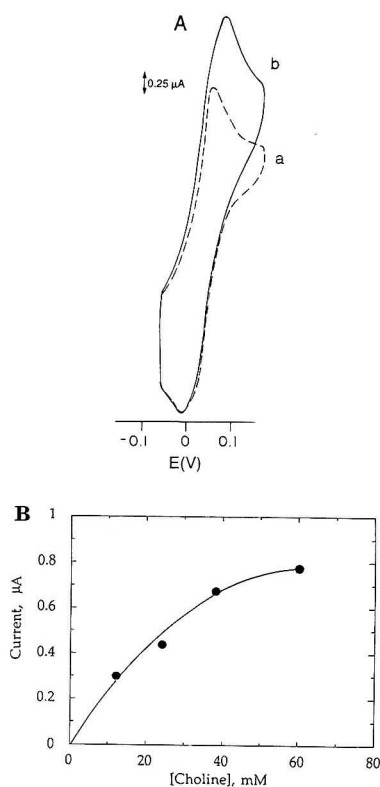 A
0.25 μA
b
a
-0.1 0 0.1
E(V)
B
1
0.8
0.6
0.4
0.2
0
0 20 40 60 80
Current, μA
[Choline], mM